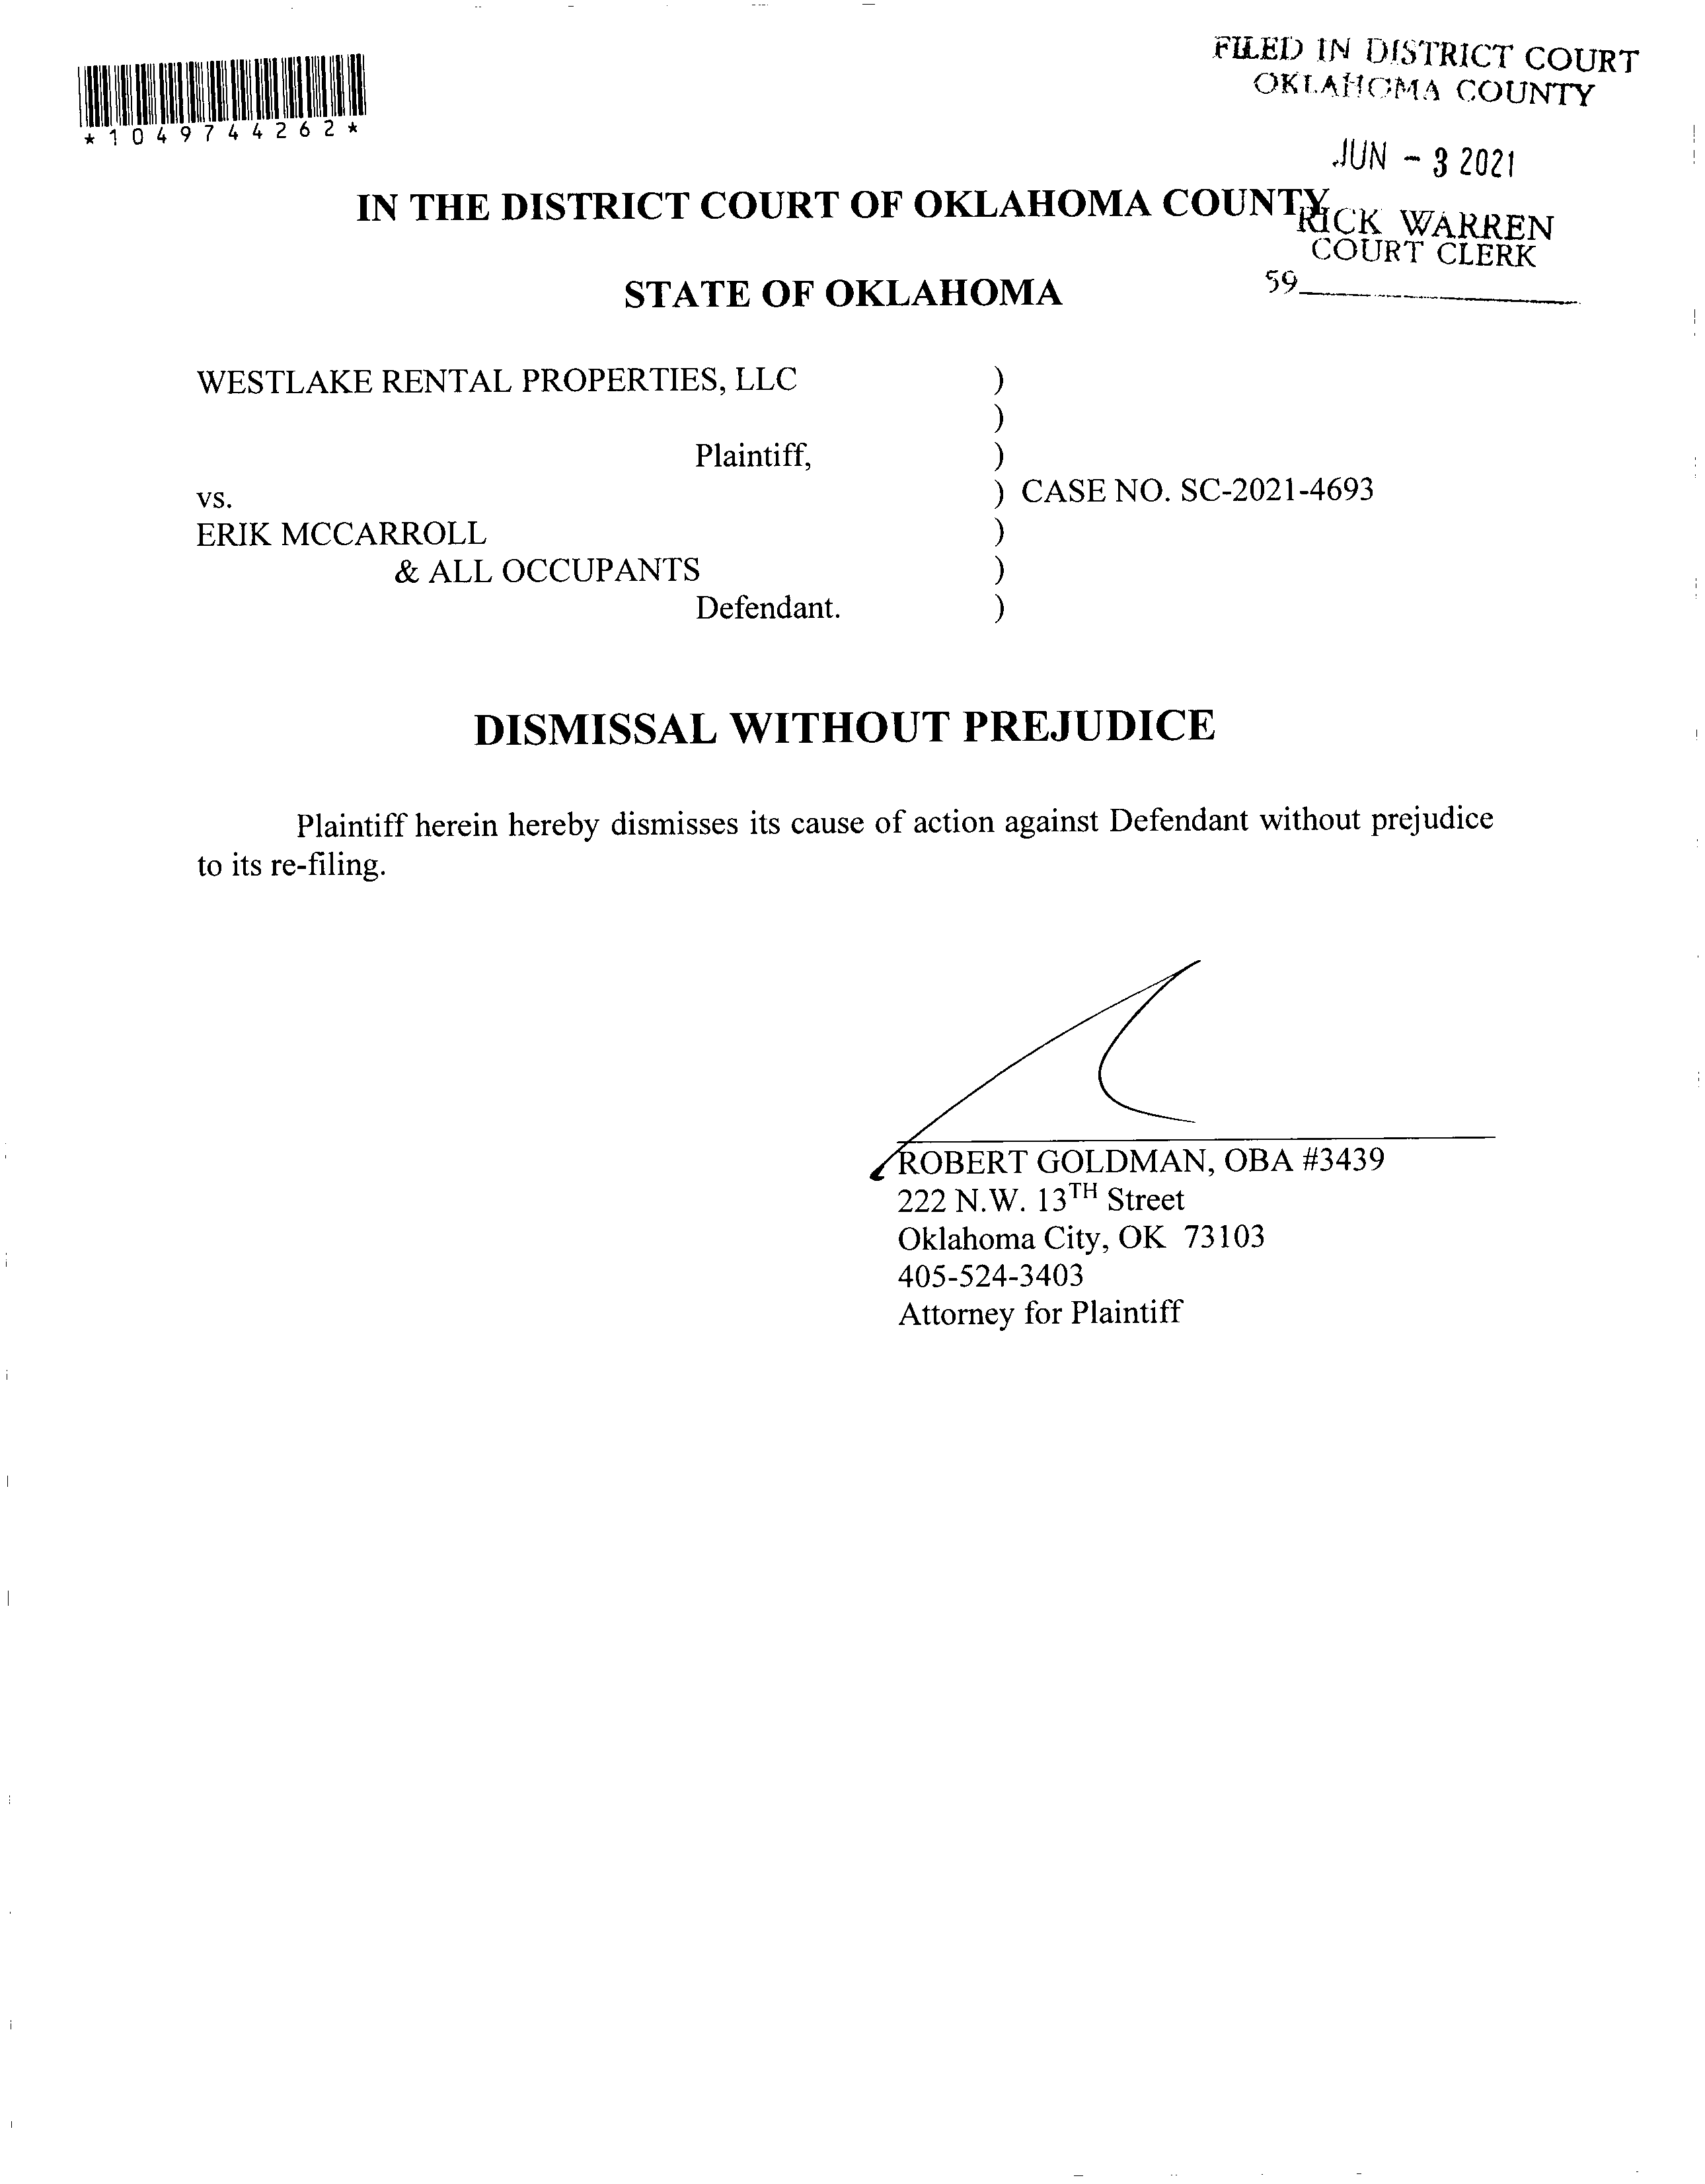 *1049744262*
FILED IN DISTRICT COURT
OKLAHOMA COUNTY
JUN - 3 2021
RICK WARREN
COURT CLERK
59
IN THE DISTRICT COURT OF OKLAHOMA COUNTY
STATE OF OKLAHOMA
WESTLAKE RENTAL PROPERTIES, LLC )
)
Plaintiff, )
vs. ) CASE NO. SC-2021-4693
ERIK MCCARROLL )
& ALL OCCUPANTS )
Defendant. )
DISMISSAL WITHOUT PREJUDICE
Plaintiff herein hereby dismisses its cause of action against Defendant without prejudice
to its re-filing.
ROBERT GOLDMAN, OBA #3439
222 N.W. 13TH Street
Oklahoma City, OK 73103
405-524-3403
Attorney for Plaintiff